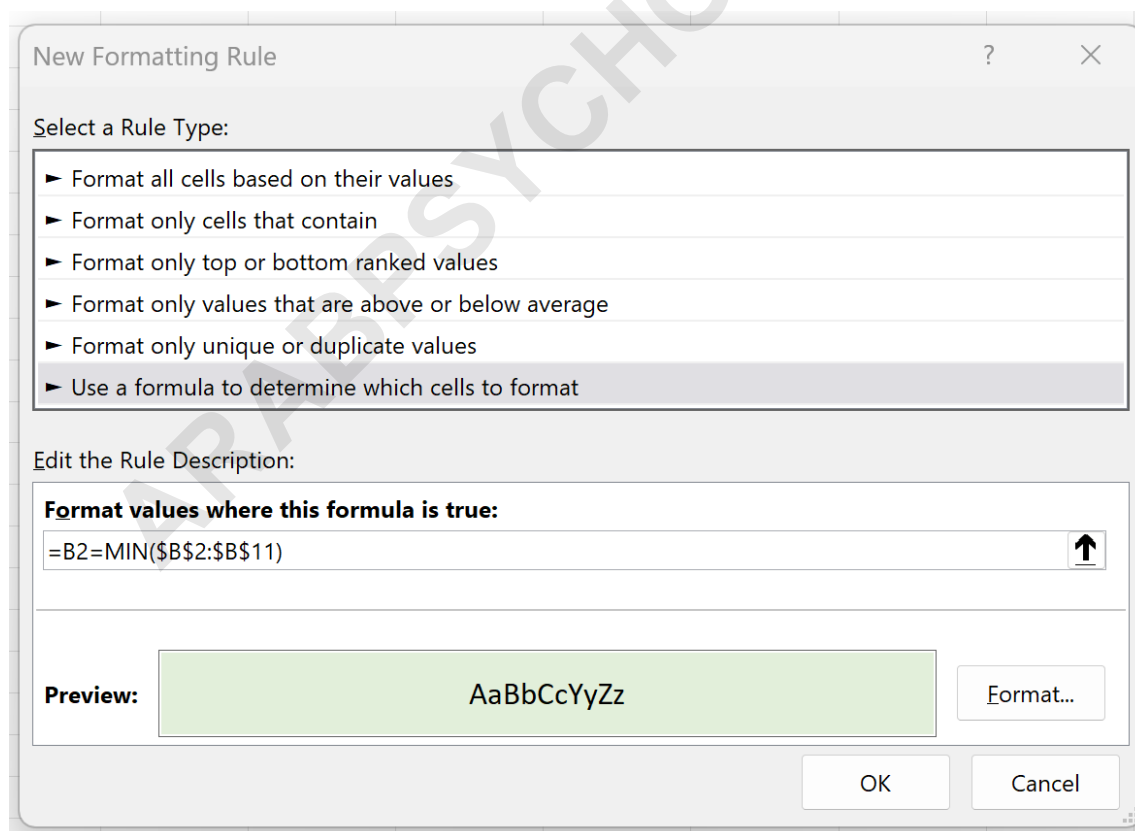 New Formatting Rule ?
Select a Rule Type:
► Format all cells based on their values
► Format only cells that contain
► Format only top or bottom ranked values
► Format only values that are above or below average
► Format only unique or duplicate values
► Use a formula to determine which cells to format
Edit the Rule Description:
Format values where this formula is true:
=B2=MIN($B$2:$B$11)
Preview: AaBbCcYyZz Format...
OK Cancel
ARABPSYCHO